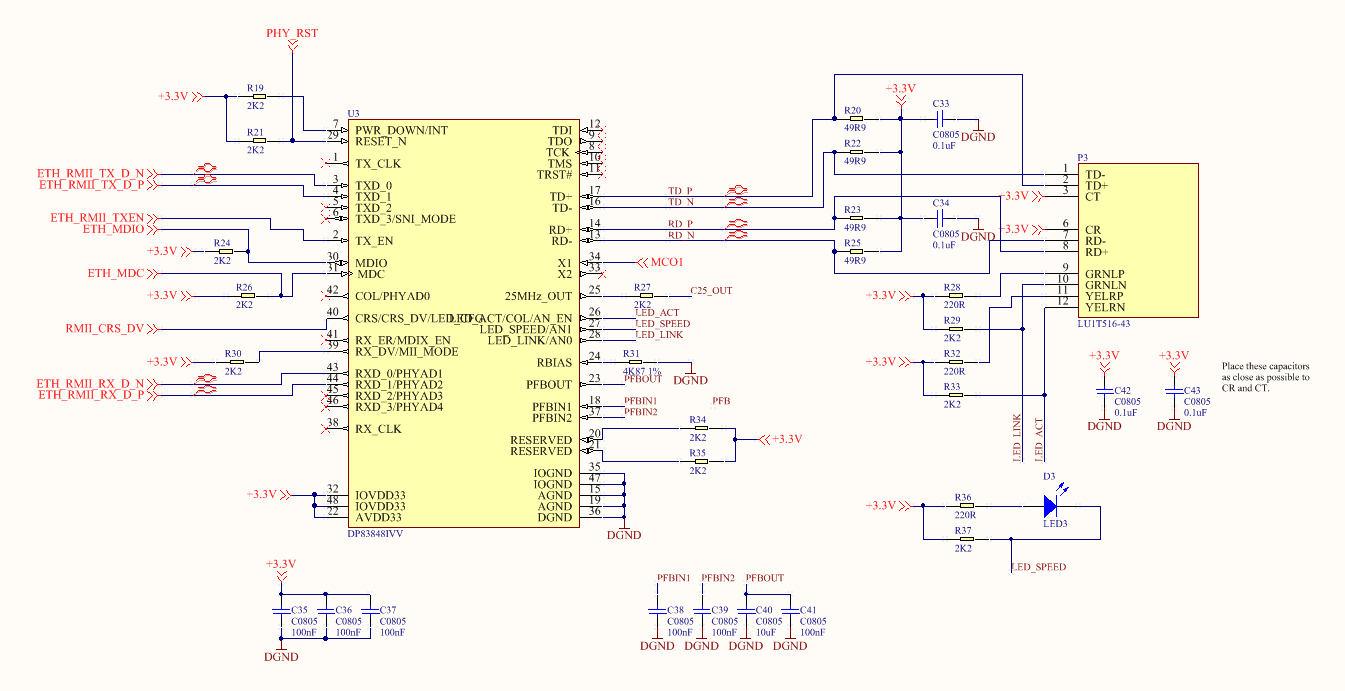 PHY_RST
+3.3V
R19
2K2
R21
2K2
U3
7 PWR_DOWN/INT
29 RESET_N
1 TX_CLK
ETH_RMII_TX_D_N
3 TXD_0
ETH_RMII_TX_D_P
4 TXD_1
5 TXD_2
6 TXD_3/SNI_MODE
ETH_RMII_TXEN
ETH_MDIO
2 TX_EN
+3.3V
R24
2K2
30 MDIO
31 MDC
ETH_MDC
+3.3V
R26
2K2
42 COL/PHYAD0
RMII_CRS_DV
40
41 RX_ER/MDIX_EN
39 RX_DV/MII_MODE
+3.3V
R30
2K2
43 RXD_0/PHYAD1
ETH_RMII_RX_D_N
44 RXD_1/PHYAD2
ETH_RMII_RX_D_P
45 RXD_2/PHYAD3
46 RXD_3/PHYAD4
38 RX_CLK
+3.3V
32 IOVDD33
48 IOVDD33
22 AVDD33
DP83848IVV
TDI 12
TDO 9
TCK 8
TMS 10
TRST# 11
TD+ 17
TD_P
TD- 16
TD_N
RD+ 14
RD_P
RD- 13
RD_N
X1 34
MCO1
X2 33
25MHz_OUT 25
R27
2K2
C25_OUT
CRS/CRS_DV/LED_CFG
ACT/COL/AN_EN 26
LED_ACT
LED_SPEED/AN1 27
LED_SPEED
LED_LINK/AN0 28
LED_LINK
RBIAS 24
R31
4K87 1%
DGND
PFBOUT 23
PFBOUT
PFBIN1 18
PFBIN1
PFB
PFBIN2 37
PFBIN2
RESERVED 20
RESERVED 21
R34
2K2
R35
2K2
+3.3V
IOGND 35
IOGND 47
AGND 15
AGND 19
DGND 36
DGND
+3.3V
R20
49R9
R22
49R9
C33
C0805
0.1uF
DGND
R23
49R9
R25
49R9
C34
C0805
0.1uF
DGND
P3
1 TD-
2 TD+
+3.3V
3 CT
+3.3V
6 CR
7 RD-
8 RD+
9 GRNLP
10 GRNLN
11 YELRP
12 YELRN
LU1T516-43
+3.3V
R28
220R
R29
2K2
+3.3V
R32
220R
R33
2K2
LED_LINK
LED_ACT
+3.3V
C42
C0805
0.1uF
DGND
+3.3V
C43
C0805
0.1uF
DGND
Place these capacitors
as close as possible to
CR and CT.
+3.3V
R36
220R
R37
2K2
D3
LED3
LED_SPEED
+3.3V
C35
C0805
100nF
C36
C0805
100nF
C37
C0805
100nF
DGND
PFBIN1
C38
C0805
100nF
DGND
PFBIN2
C39
C0805
100nF
DGND
PFBOUT
C40
C0805
10uF
DGND
C41
C0805
100nF
DGND